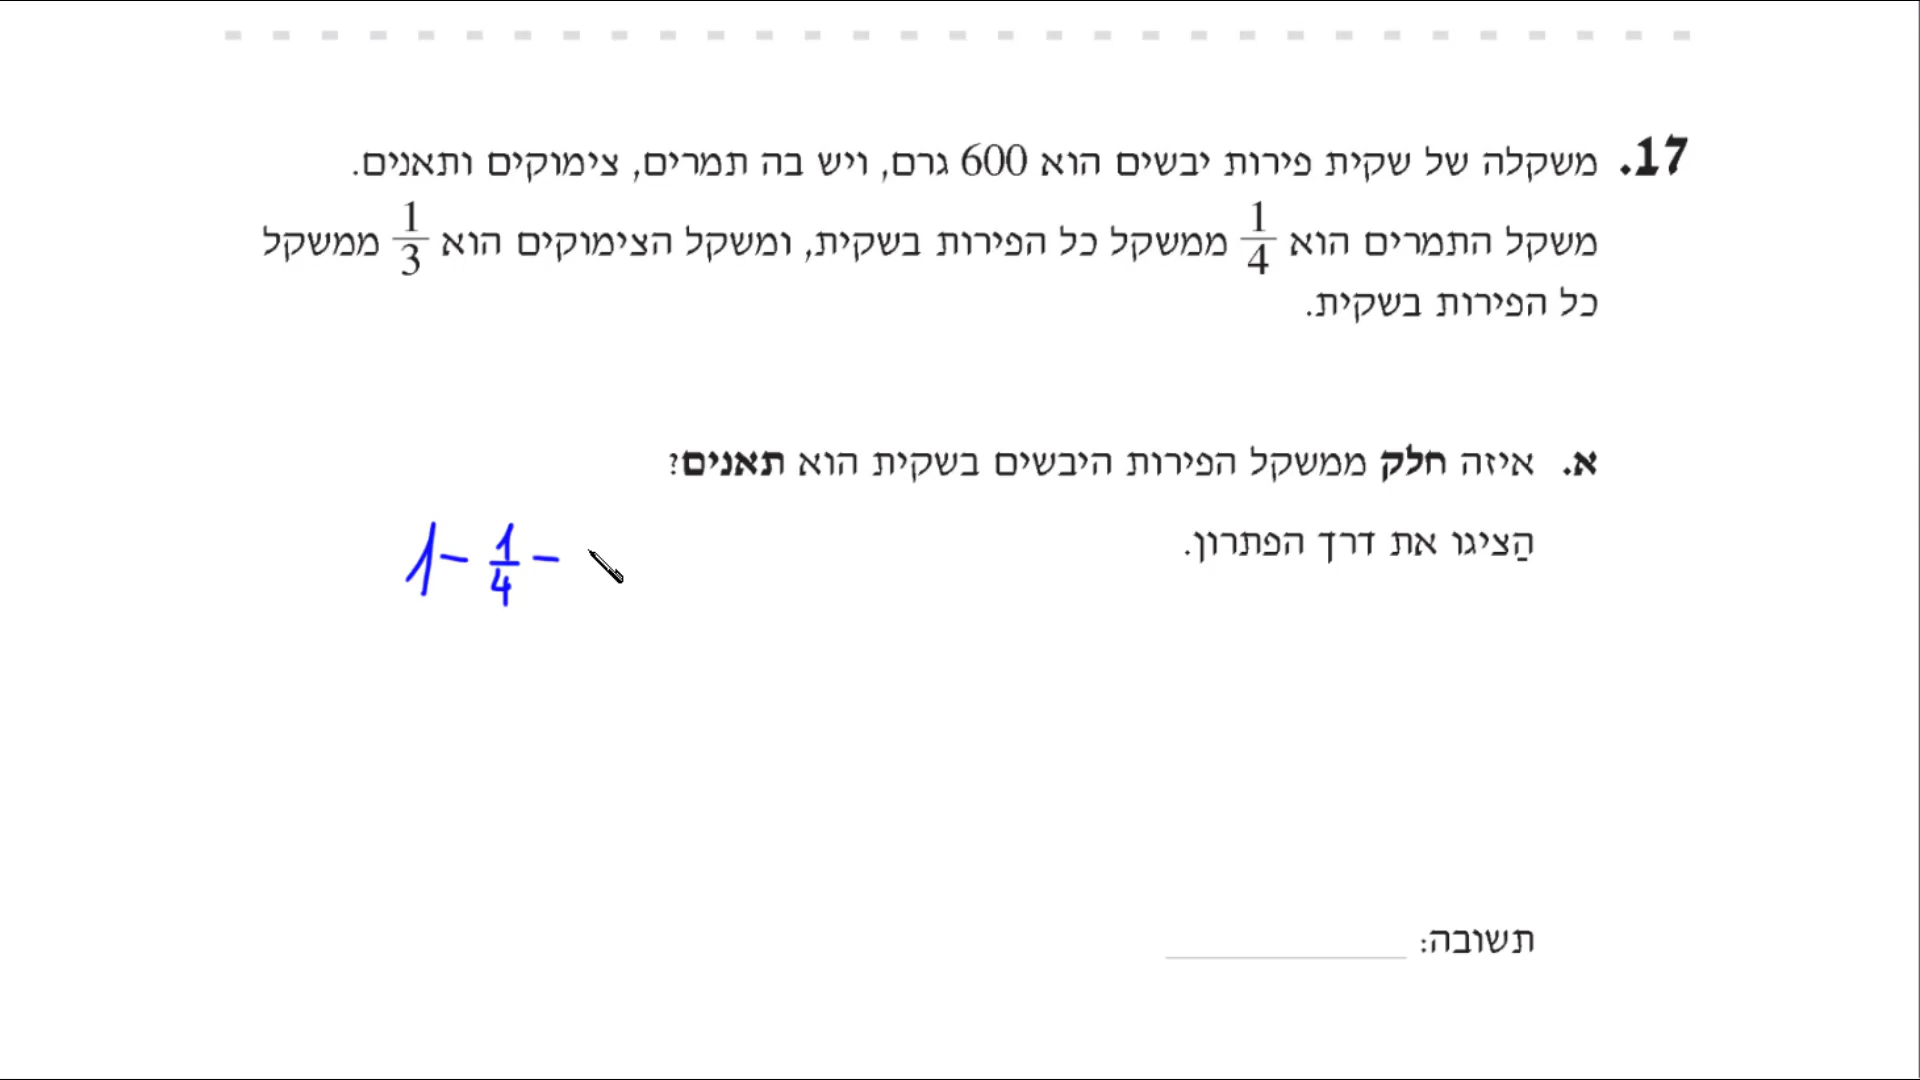 17. משקלה של שקית פירות יבשים הוא 600 גרם, ויש בה תמרים, צימוקים ותאנים.
משקל התמרים הוא 1/4 ממשקל כל הפירות בשקית, ומשקל הצימוקים הוא 1/3 ממשקל
כל הפירות בשקית.
א. איזה חלק ממשקל הפירות היבשים בשקית הוא תאנים?
הַציגו את דרך הפתרון.
1 - 1/4 -
תשובה: ____________